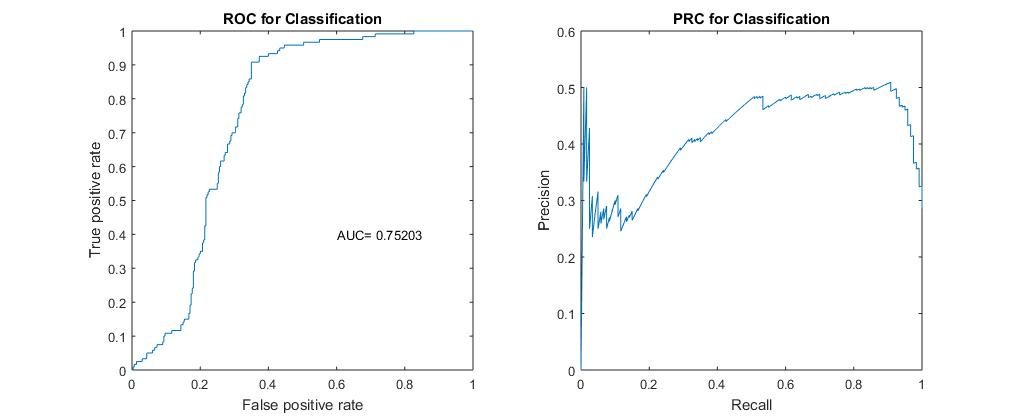 ROC for Classification
1
0.9
0.8
0.7
0.6
0.5
0.4
0.3
0.2
0.1
0
True positive rate
AUC= 0.75203
0 0.2 0.4 0.6 0.8 1
False positive rate
PRC for Classification
0.6
0.5
0.4
0.3
0.2
0.1
0
Precision
0 0.2 0.4 0.6 0.8 1
Recall